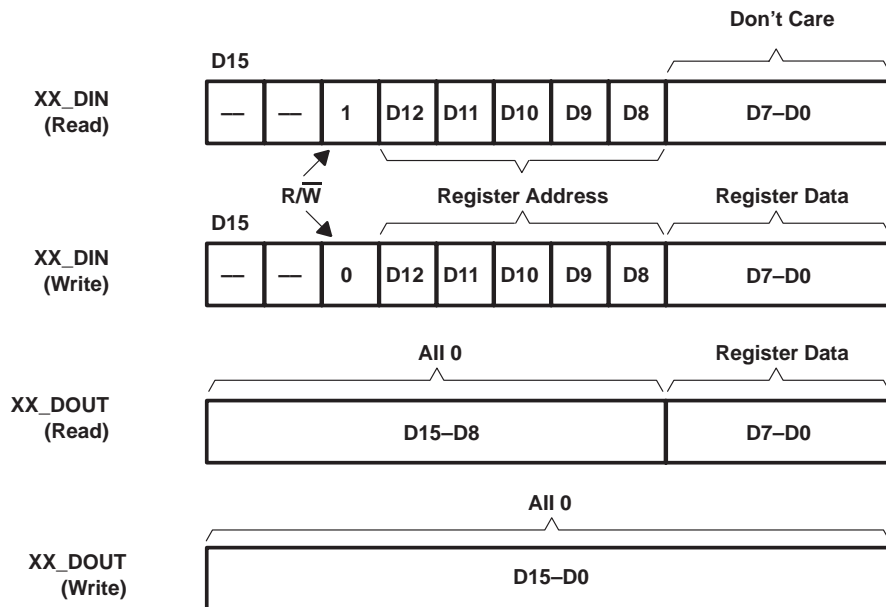 Don't Care
D15
XX_DIN
(Read)
— — 1 D12 D11 D10 D9 D8 D7–D0
R/W̅
Register Address Register Data
D15
XX_DIN
(Write)
— — 0 D12 D11 D10 D9 D8 D7–D0
All 0 Register Data
XX_DOUT
(Read)
D15–D8 D7–D0
All 0
XX_DOUT
(Write)
D15–D0